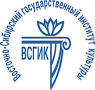 Восточно-Сибирский государственный институт культуры
ВСГИК